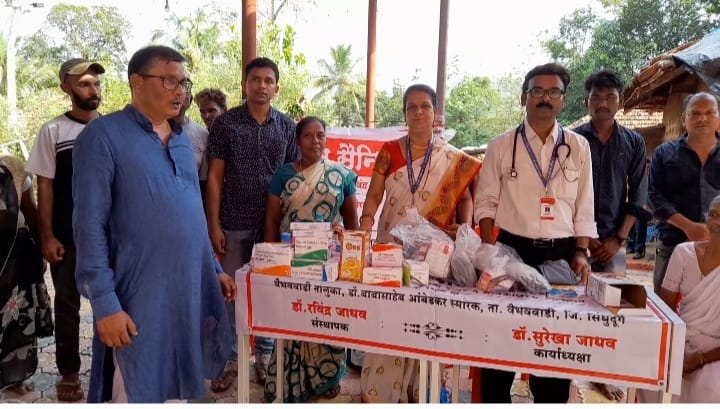 सैनि
वैभववाडी तालुका, डॉ.बाबासाहेब आंबेडकर स्मारक, ता. वैभववाडी, जि. सिंधुदुर्ग
डॉ.रविंद्र जाधव
संस्थापक
डॉ.सुरेखा जाधव
कार्याध्यक्षा